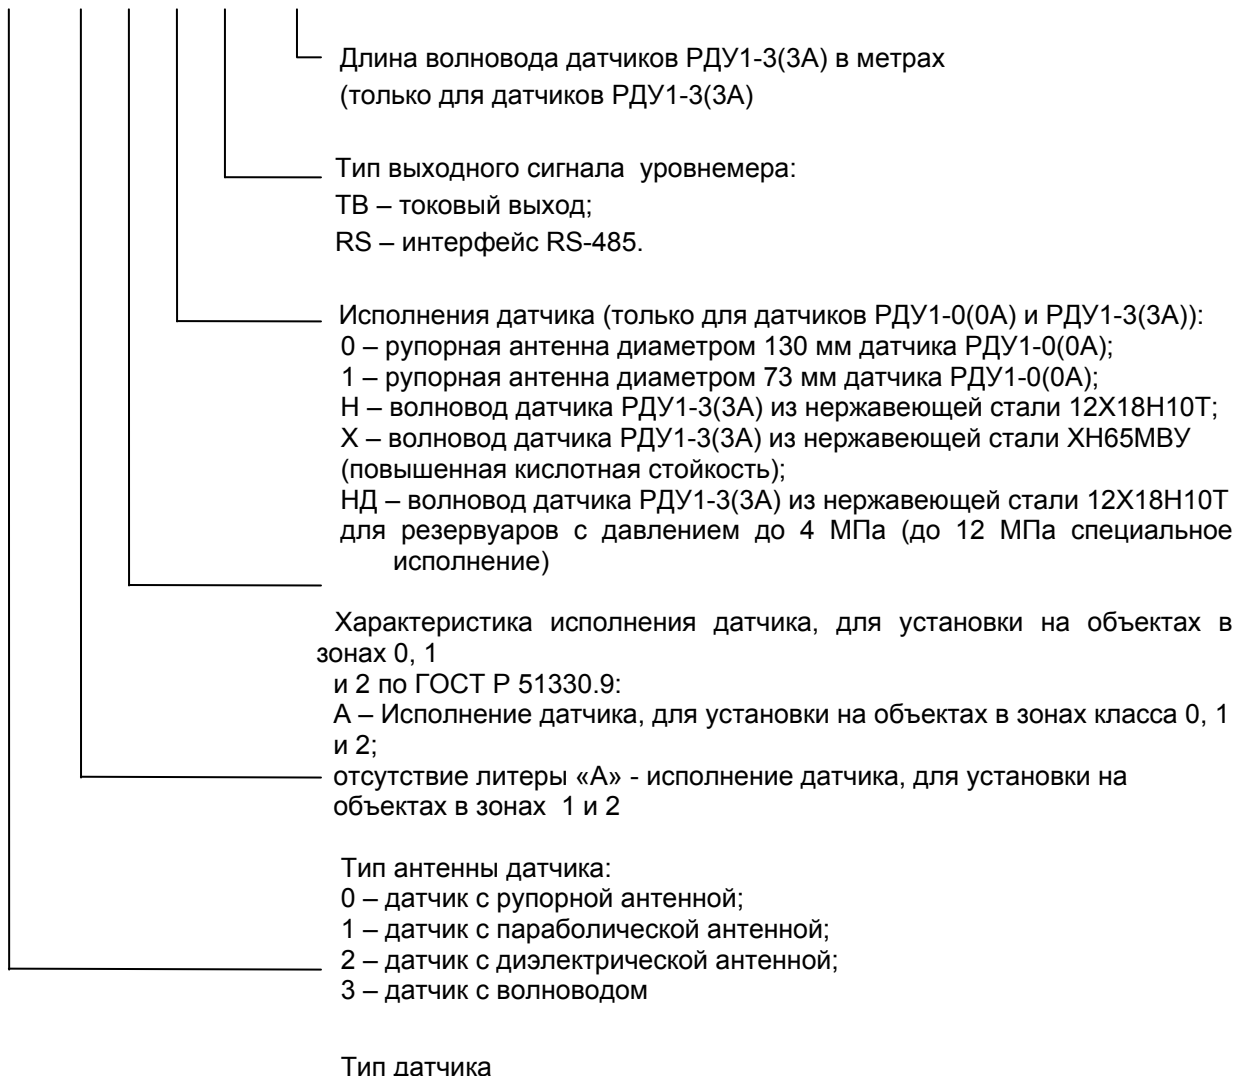 Длина волновода датчиков РДУ1-3(3А) в метрах
(только для датчиков РДУ1-3(3А)
Тип выходного сигнала уровнемера:
ТВ – токовый выход;
RS – интерфейс RS-485.
Исполнения датчика (только для датчиков РДУ1-0(0А) и РДУ1-3(3А)):
0 – рупорная антенна диаметром 130 мм датчика РДУ1-0(0А);
1 – рупорная антенна диаметром 73 мм датчика РДУ1-0(0А);
Н – волновод датчика РДУ1-3(3А) из нержавеющей стали 12Х18Н10Т;
Х – волновод датчика РДУ1-3(3А) из нержавеющей стали ХН65МВУ
(повышенная кислотная стойкость);
НД – волновод датчика РДУ1-3(3А) из нержавеющей стали 12Х18Н10Т
для резервуаров с давлением до 4 МПа (до 12 МПа специальное
исполнение)
Характеристика исполнения датчика, для установки на объектах в
зонах 0, 1
и 2 по ГОСТ Р 51330.9:
А – Исполнение датчика, для установки на объектах в зонах класса 0, 1
и 2;
отсутствие литеры «А» - исполнение датчика, для установки на
объектах в зонах 1 и 2
Тип антенны датчика:
0 – датчик с рупорной антенной;
1 – датчик с параболической антенной;
2 – датчик с диэлектрической антенной;
3 – датчик с волноводом
Тип датчика